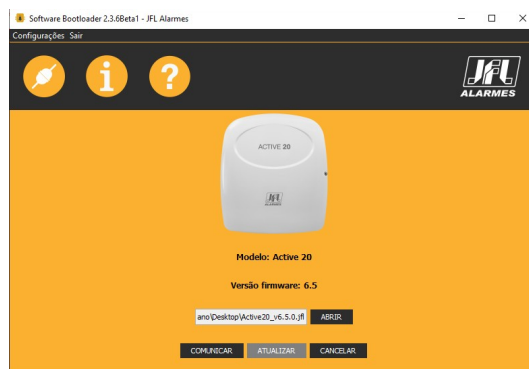 Software Bootloader 2.3.6Beta1 - JFL Alarmes
Configurações Sair
i ?
JFL
ALARMES
ACTIVE 20
JFL
Modelo: Active 20
Versão firmware: 6.5
ano\Desktop\Active20_v6.5.0.jfl ABRIR
COMUNICAR ATUALIZAR CANCELAR